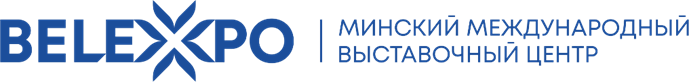 BELEXPO
МИНСКИЙ МЕЖДУНАРОДНЫЙ
ВЫСТАВОЧНЫЙ ЦЕНТР